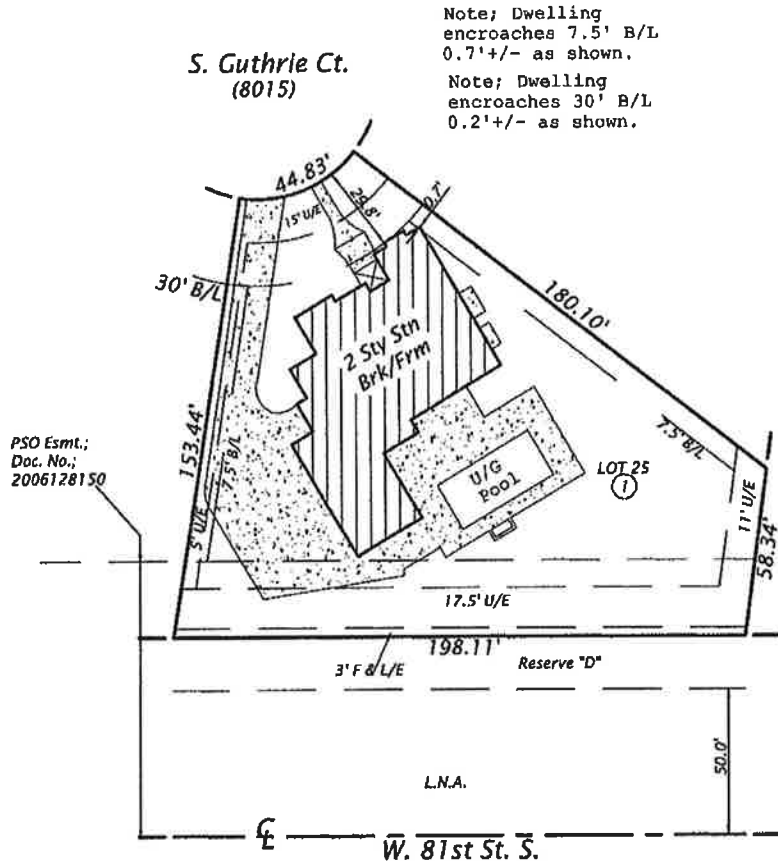 Note; Dwelling
encroaches 7.5' B/L
0.7'+/- as shown.
Note; Dwelling
encroaches 30' B/L
0.2'+/- as shown.
S. Guthrie Ct.
(8015)
44.83'
15' U/E
29.8'
0.7'
30' B/L
180.10'
2 Sty Stn
Brk/Frm
153.44'
7.5' B/L
5' U/E
PSO Esmt.;
Doc. No.;
2006128150
U/G
Pool
LOT 25
1
7.5' B/L
11' U/E
58.34'
17.5' U/E
198.11'
3' F & L/E
Reserve "D"
50.0'
L.N.A.
CL
W. 81st St. S.